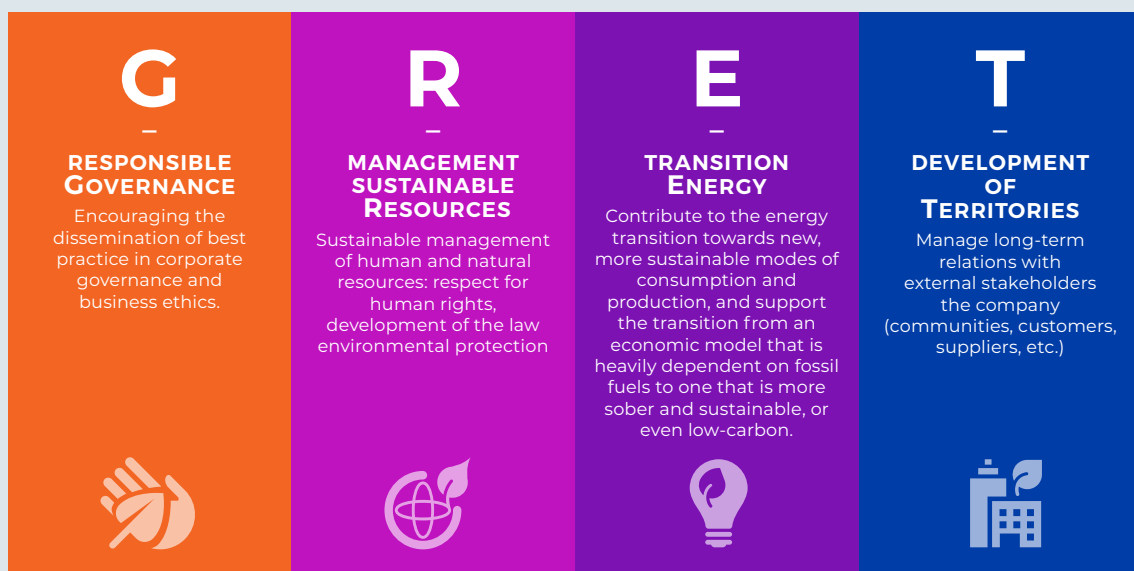 G
–
RESPONSIBLE
GOVERNANCE
Encouraging the
dissemination of best
practice in corporate
governance and
business ethics.
R
–
MANAGEMENT
SUSTAINABLE
RESOURCES
Sustainable management
of human and natural
resources: respect for
human rights,
development of the law
environmental protection
E
–
TRANSITION
ENERGY
Contribute to the energy
transition towards new,
more sustainable modes of
consumption and
production, and support
the transition from an
economic model that is
heavily dependent on fossil
fuels to one that is more
sober and sustainable, or
even low-carbon.
T
–
DEVELOPMENT
OF
TERRITORIES
Manage long-term
relations with
external stakeholders
the company
(communities, customers,
suppliers, etc.)